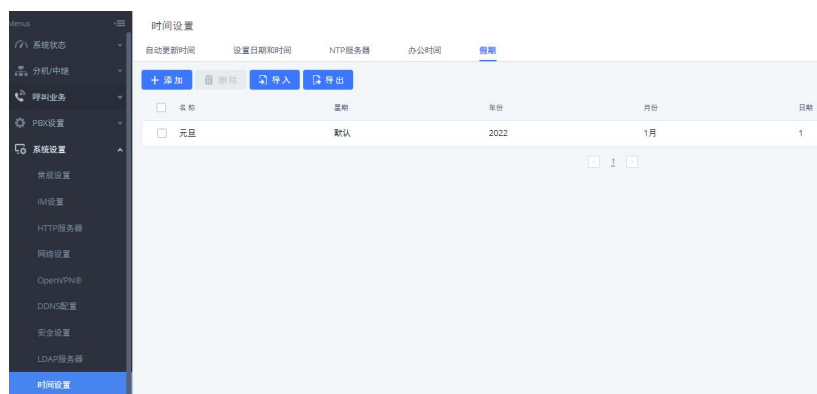 Menus
系统状态
分机/中继
呼叫业务
PBX设置
系统设置
常规设置
IM设置
HTTP服务器
网络设置
OpenVPN®
DDNS配置
安全设置
LDAP服务器
时间设置
时间设置
自动更新时间 设置日期和时间 NTP服务器 办公时间 假期
+ 添加 删除 导入 导出
名称 星期 年份 月份 日期
元旦 默认 2022 1月 1
1